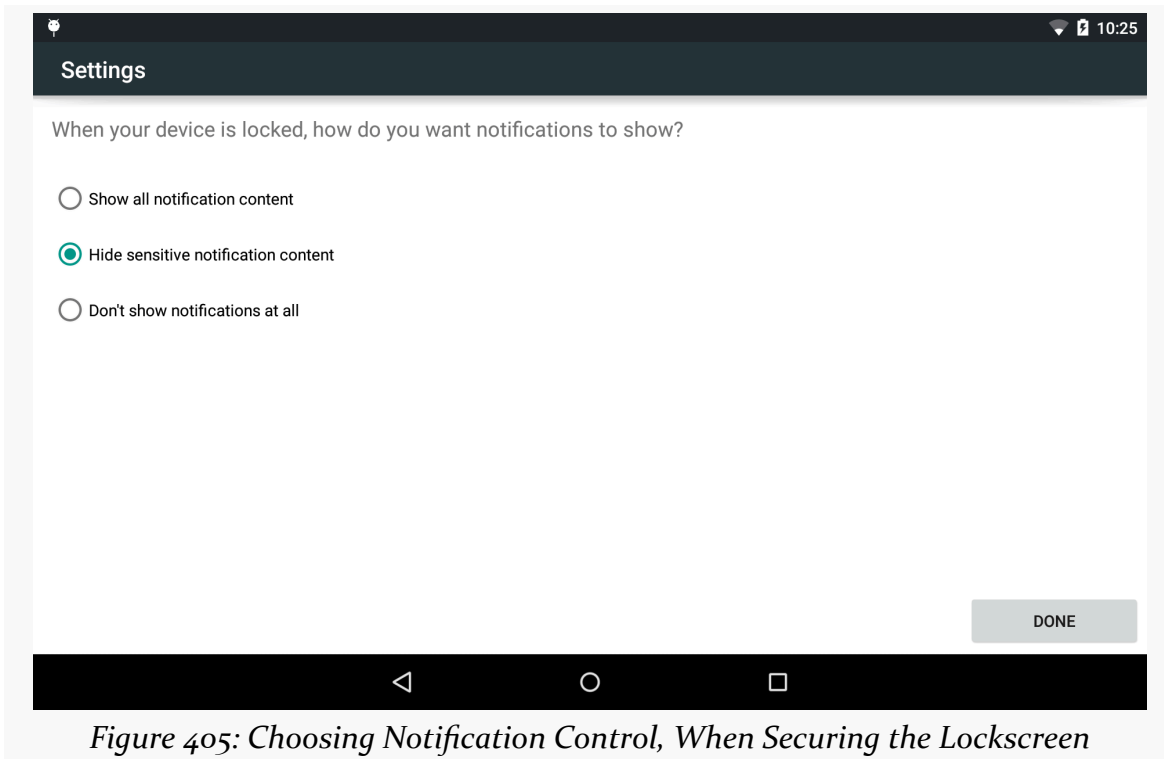 10:25
Settings
When your device is locked, how do you want notifications to show?
Show all notification content
Hide sensitive notification content
Don't show notifications at all
DONE
Figure 405: Choosing Notification Control, When Securing the Lockscreen